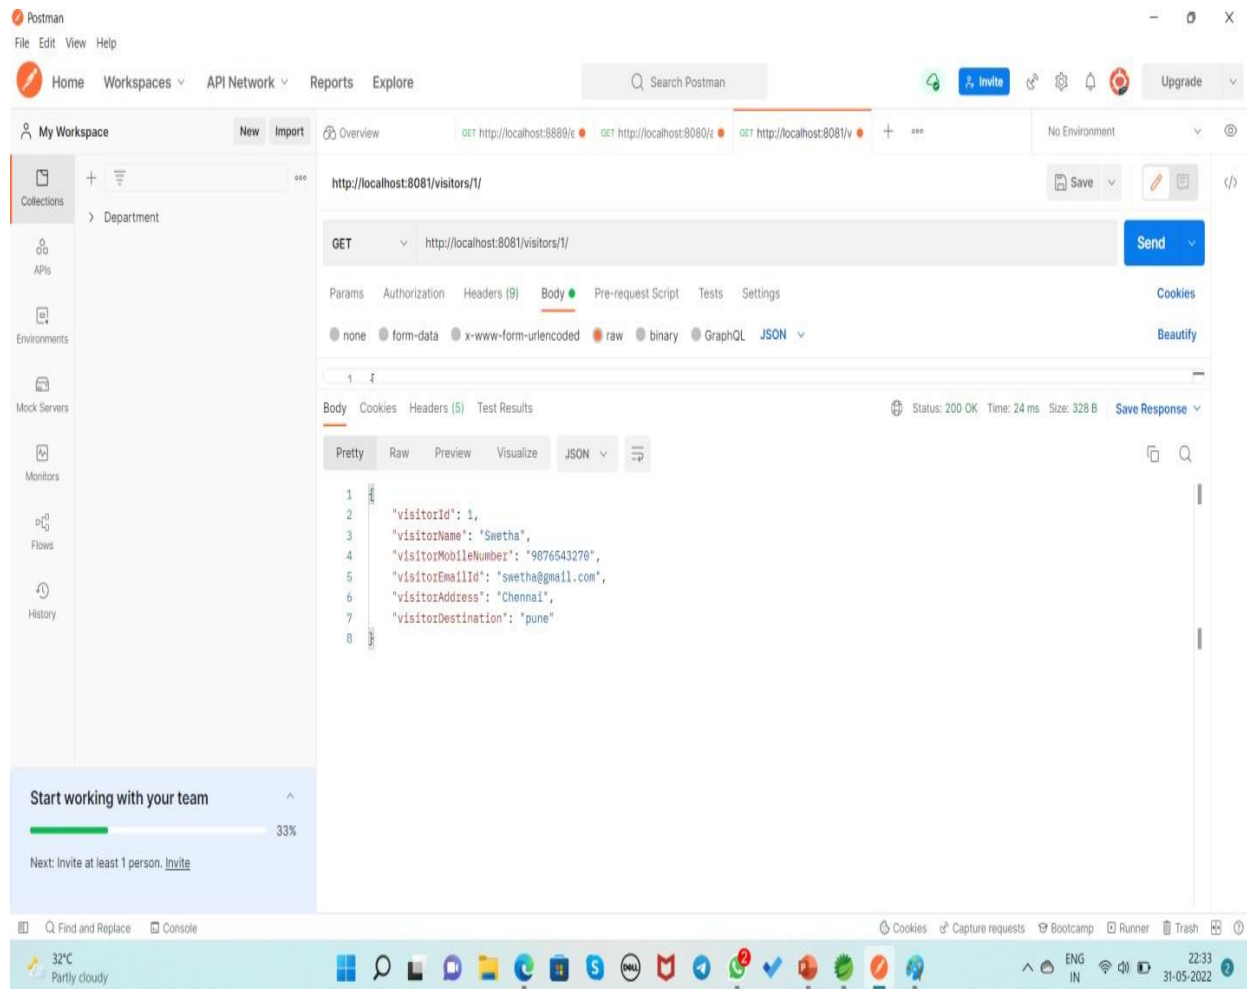 Postman
File Edit View Help
Home Workspaces API Network Reports Explore
Search Postman
Invite
Upgrade
My Workspace
New Import
Overview
GET http://localhost:8889/e
GET http://localhost:8080/a
GET http://localhost:8081/v
No Environment
Collections
Department
APIs
Environments
Mock Servers
Monitors
Flows
History
http://localhost:8081/visitors/1/
Save
GET http://localhost:8081/visitors/1/
Send
Params Authorization Headers (9) Body Pre-request Script Tests Settings
Cookies
none form-data x-www-form-urlencoded raw binary GraphQL JSON
Beautify
1 {
Body Cookies Headers (5) Test Results
Status: 200 OK Time: 24 ms Size: 328 B Save Response
Pretty Raw Preview Visualize JSON
1 {
2 "visitorId": 1,
3 "visitorName": "Swetha",
4 "visitorMobileNumber": "9876543270",
5 "visitorEmailId": "swetha@gmail.com",
6 "visitorAddress": "Chennai",
7 "visitorDestination": "pune"
8 }
Start working with your team
33%
Next: Invite at least 1 person. Invite
Find and Replace Console
Cookies Capture requests Bootcamp Runner Trash
32°C
Partly cloudy
DELL
2
ENG
IN
22:33
31-05-2022
2